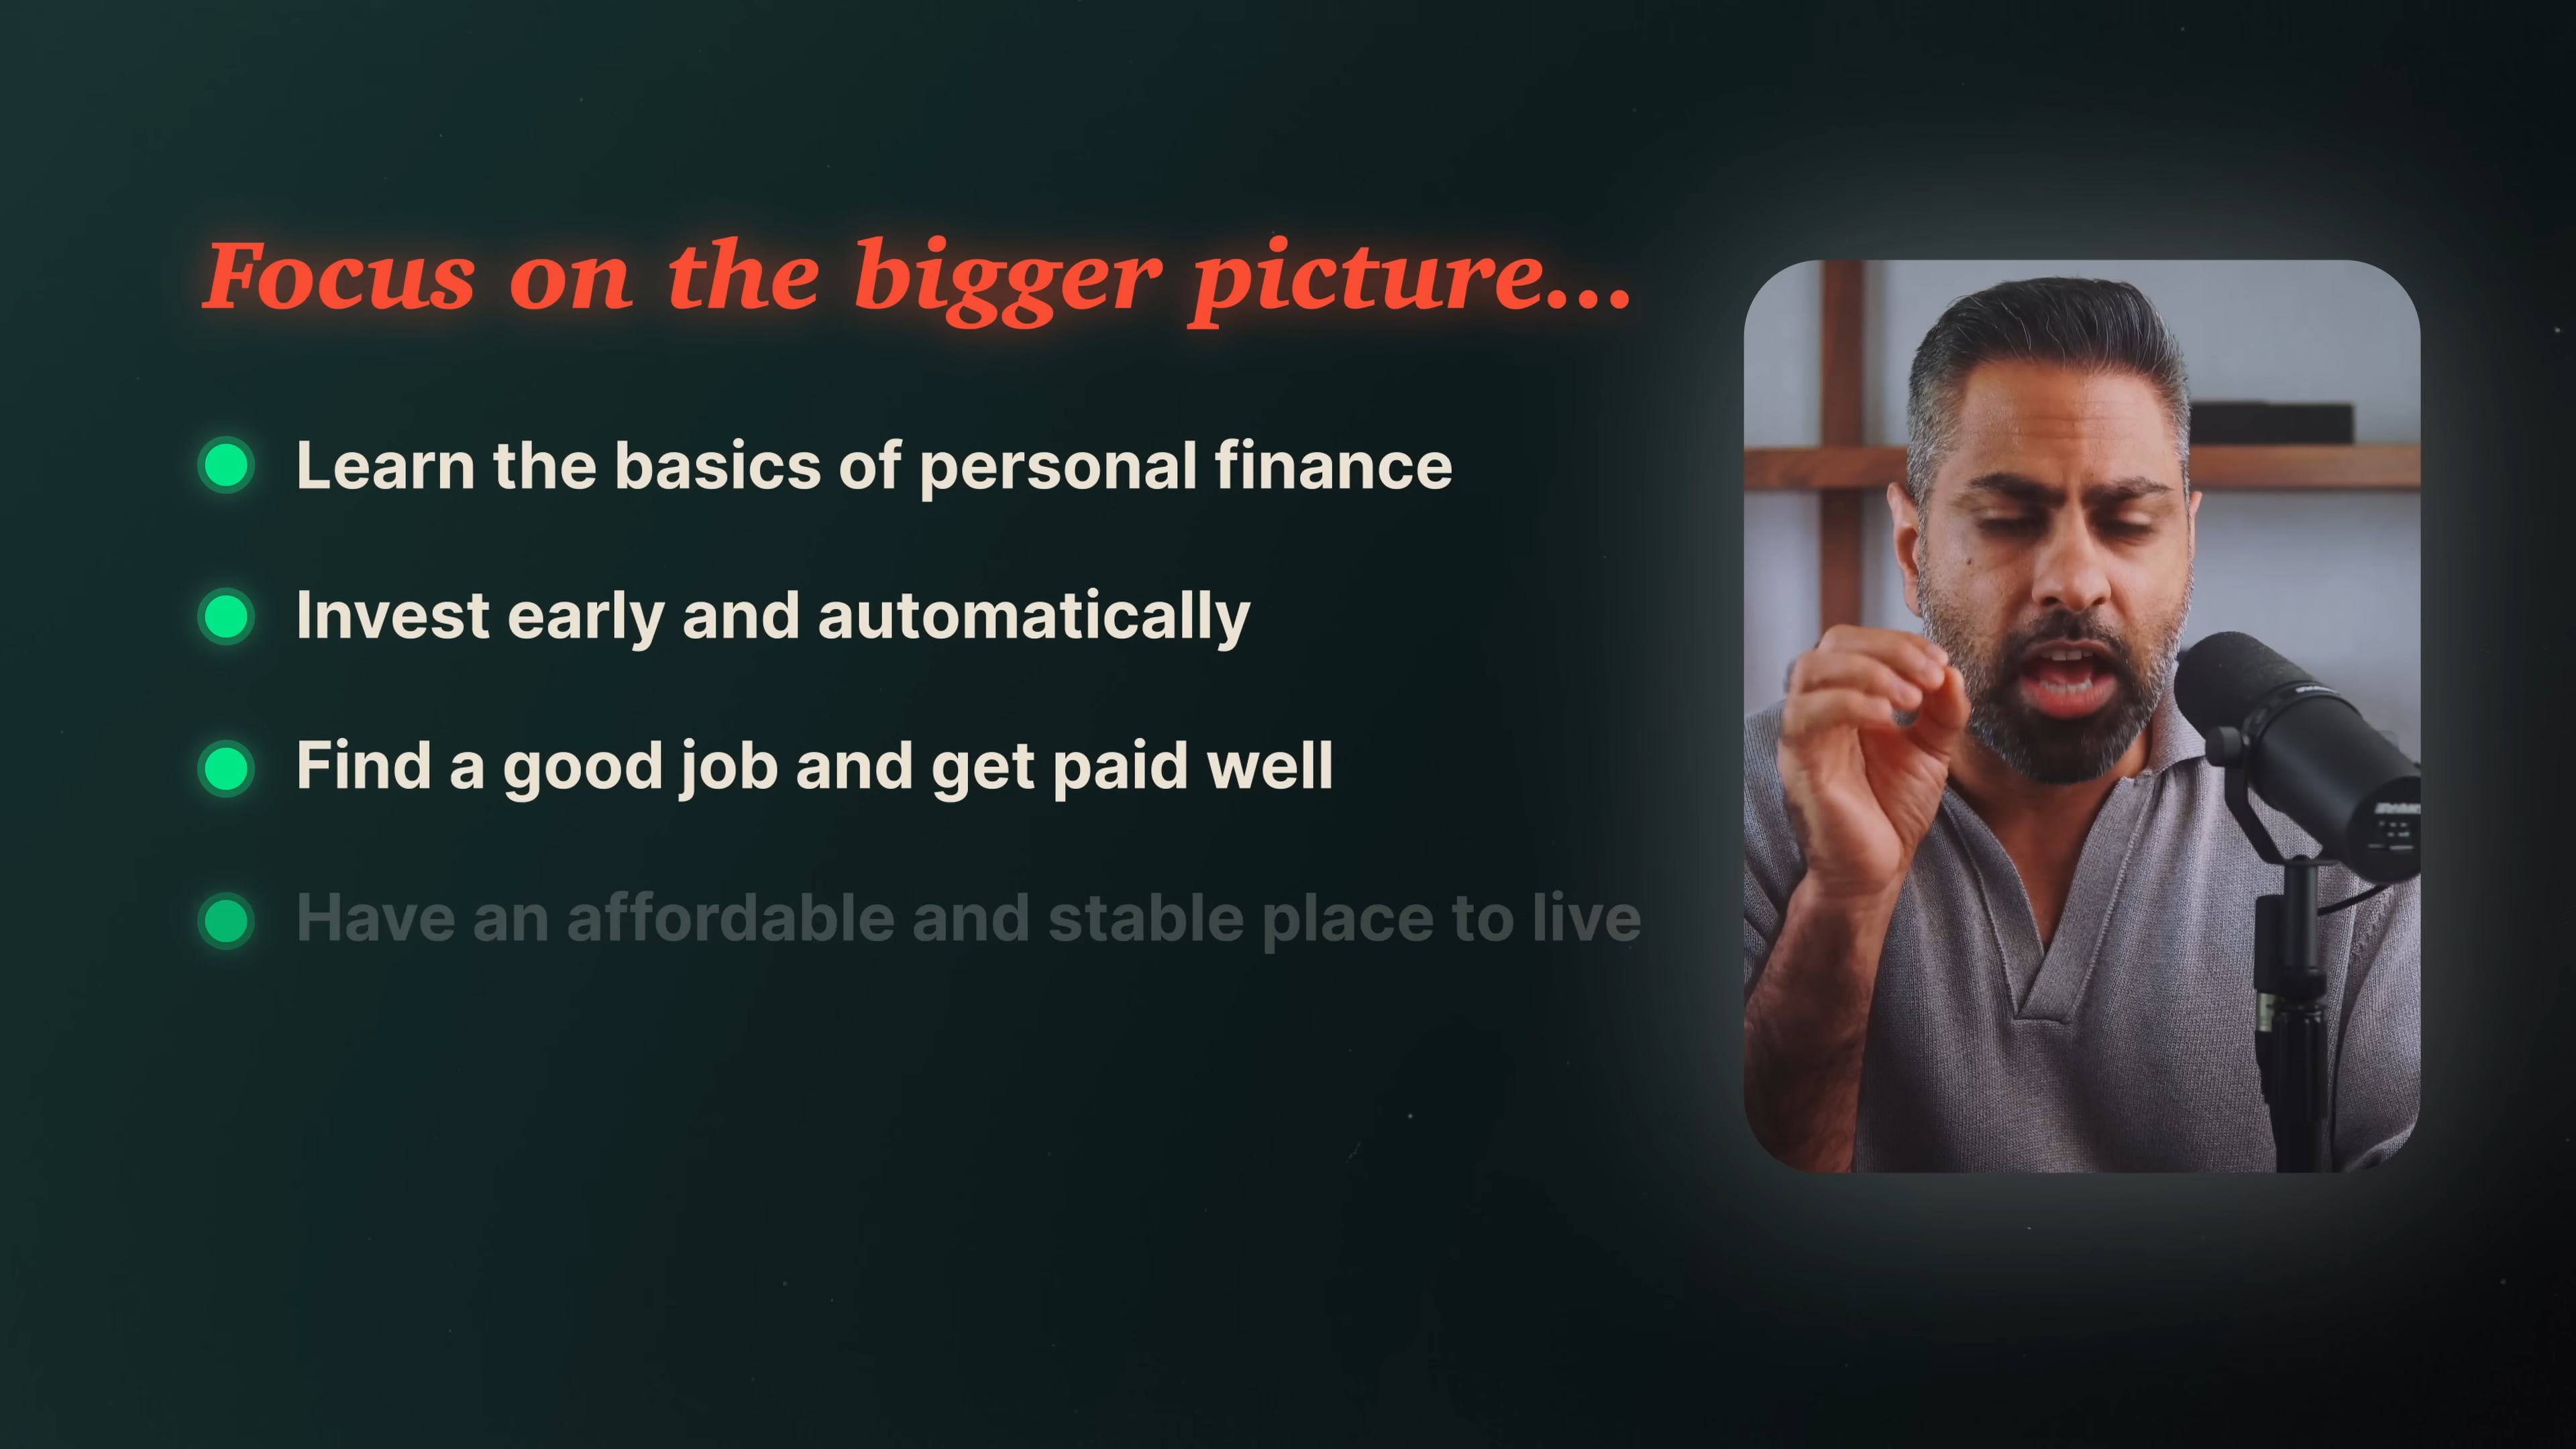 Focus on the bigger picture...
Learn the basics of personal finance
Invest early and automatically
Find a good job and get paid well
Have an affordable and stable place to live